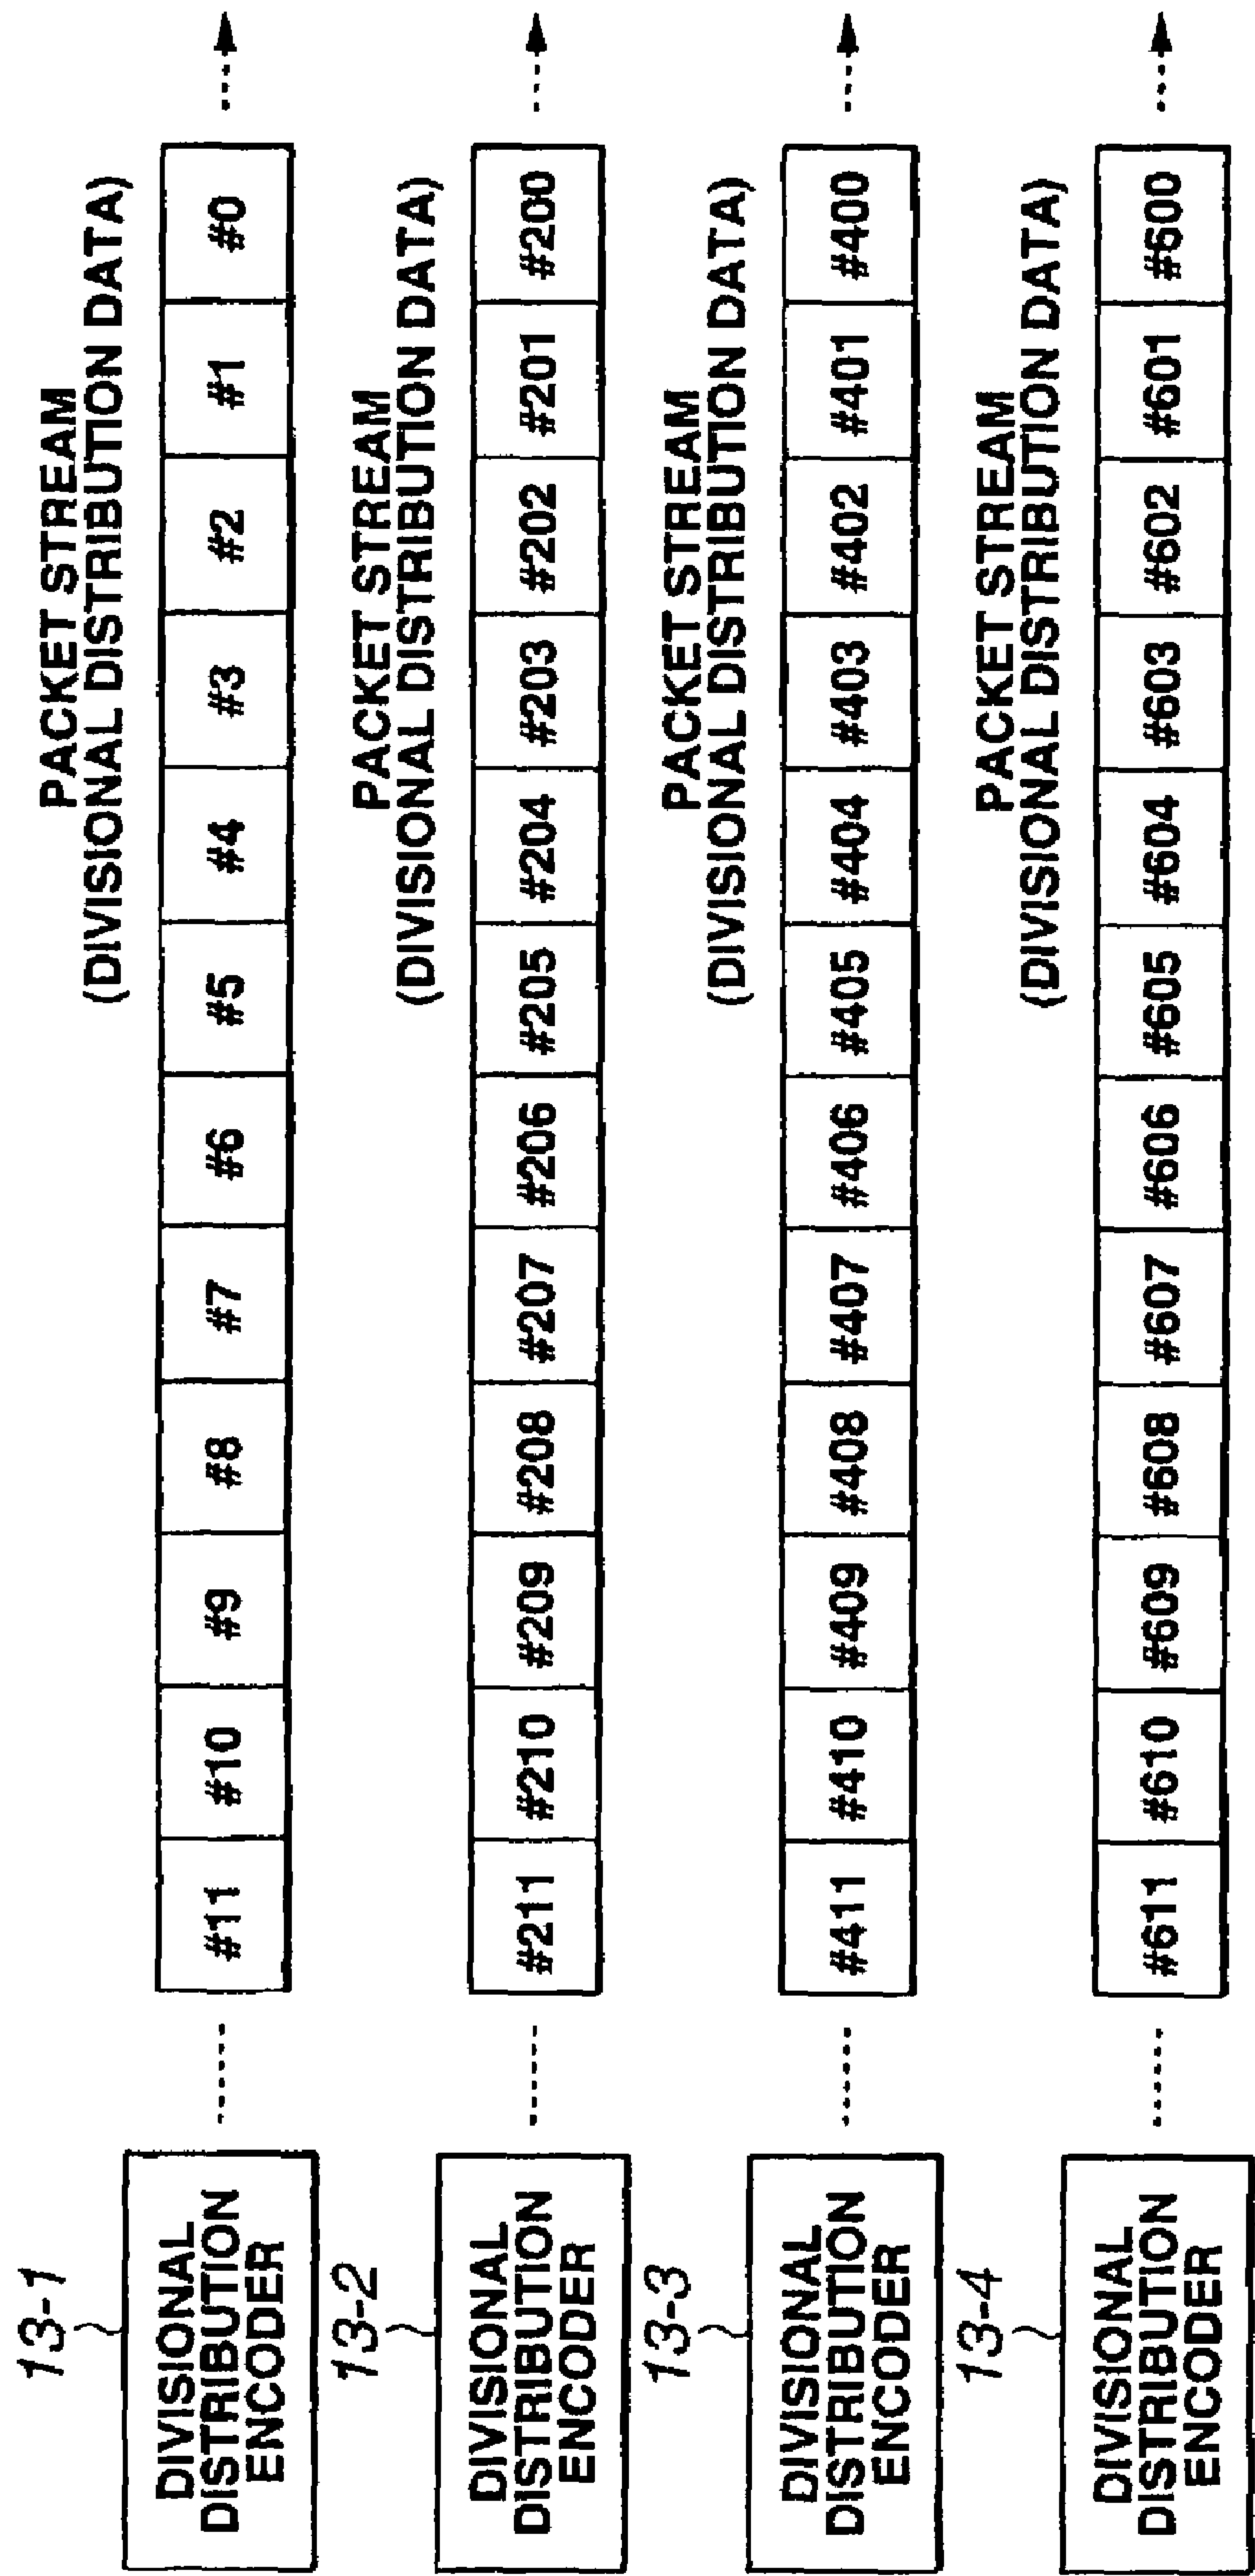 PACKET STREAM
(DIVISIONAL DISTRIBUTION DATA)
13-1
DIVISIONAL
DISTRIBUTION
ENCODER
#11 #10 #9 #8 #7 #6 #5 #4 #3 #2 #1 #0
PACKET STREAM
(DIVISIONAL DISTRIBUTION DATA)
13-2
DIVISIONAL
DISTRIBUTION
ENCODER
#211 #210 #209 #208 #207 #206 #205 #204 #203 #202 #201 #200
PACKET STREAM
(DIVISIONAL DISTRIBUTION DATA)
13-3
DIVISIONAL
DISTRIBUTION
ENCODER
#411 #410 #409 #408 #407 #406 #405 #404 #403 #402 #401 #400
PACKET STREAM
(DIVISIONAL DISTRIBUTION DATA)
13-4
DIVISIONAL
DISTRIBUTION
ENCODER
#611 #610 #609 #608 #607 #606 #605 #604 #603 #602 #601 #600